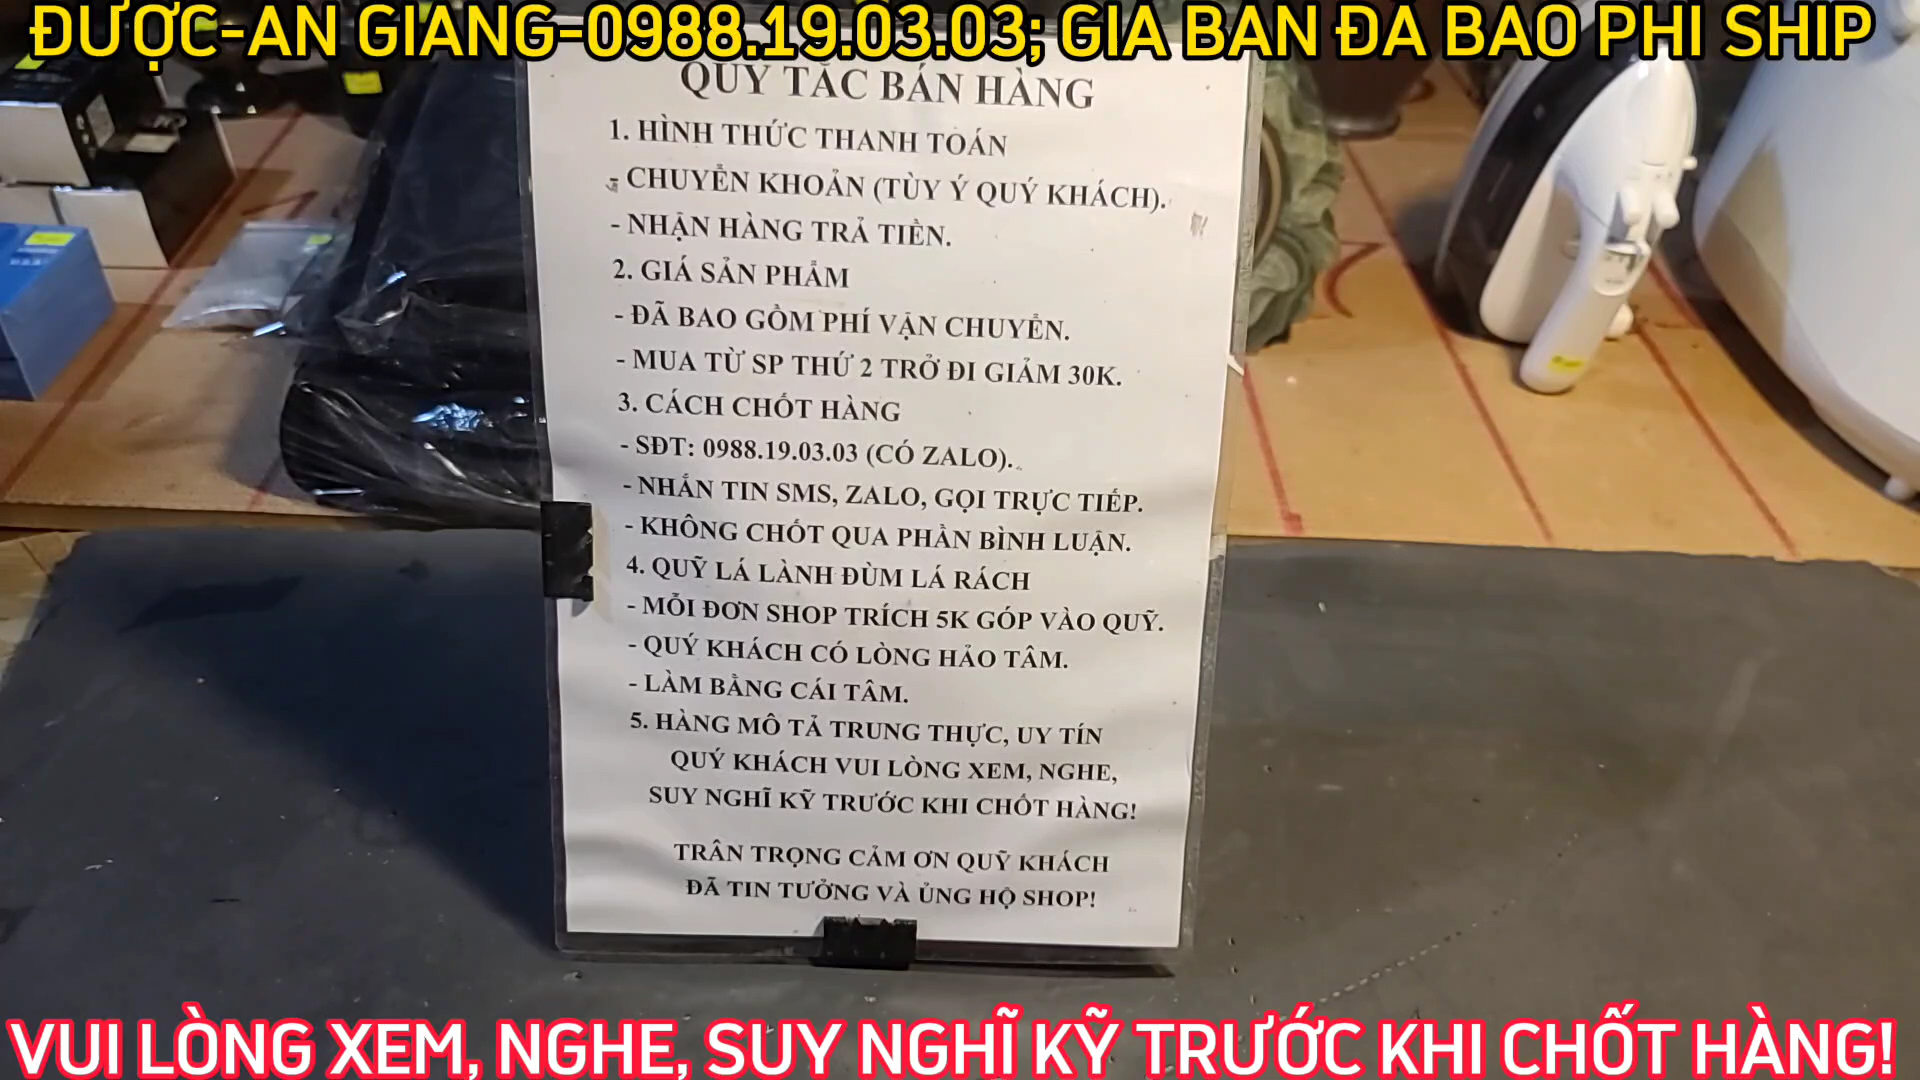 ĐƯỢC-AN GIANG-0988.19.03.03; GIÁ BÁN ĐÃ BAO PHÍ SHIP
QUY TẮC BÁN HÀNG
1. HÌNH THỨC THANH TOÁN
- CHUYỂN KHOẢN (TÙY Ý QUÝ KHÁCH).
- NHẬN HÀNG TRẢ TIỀN.
2. GIÁ SẢN PHẨM
- ĐÃ BAO GỒM PHÍ VẬN CHUYỂN.
- MUA TỪ SP THỨ 2 TRỞ ĐI GIẢM 30K.
3. CÁCH CHỐT HÀNG
- SĐT: 0988.19.03.03 (CÓ ZALO).
- NHẮN TIN SMS, ZALO, GỌI TRỰC TIẾP.
- KHÔNG CHỐT QUA PHẦN BÌNH LUẬN.
4. QUỸ LÁ LÀNH ĐÙM LÁ RÁCH
- MỖI ĐƠN SHOP TRÍCH 5K GÓP VÀO QUỸ.
- QUÝ KHÁCH CÓ LÒNG HẢO TÂM.
- LÀM BẰNG CÁI TÂM.
5. HÀNG MÔ TẢ TRUNG THỰC, UY TÍN
QUÝ KHÁCH VUI LÒNG XEM, NGHE,
SUY NGHĨ KỸ TRƯỚC KHI CHỐT HÀNG!
TRÂN TRỌNG CẢM ƠN QUỸ KHÁCH
ĐÃ TIN TƯỞNG VÀ ỦNG HỘ SHOP!
VUI LÒNG XEM, NGHE, SUY NGHĨ KỸ TRƯỚC KHI CHỐT HÀNG!